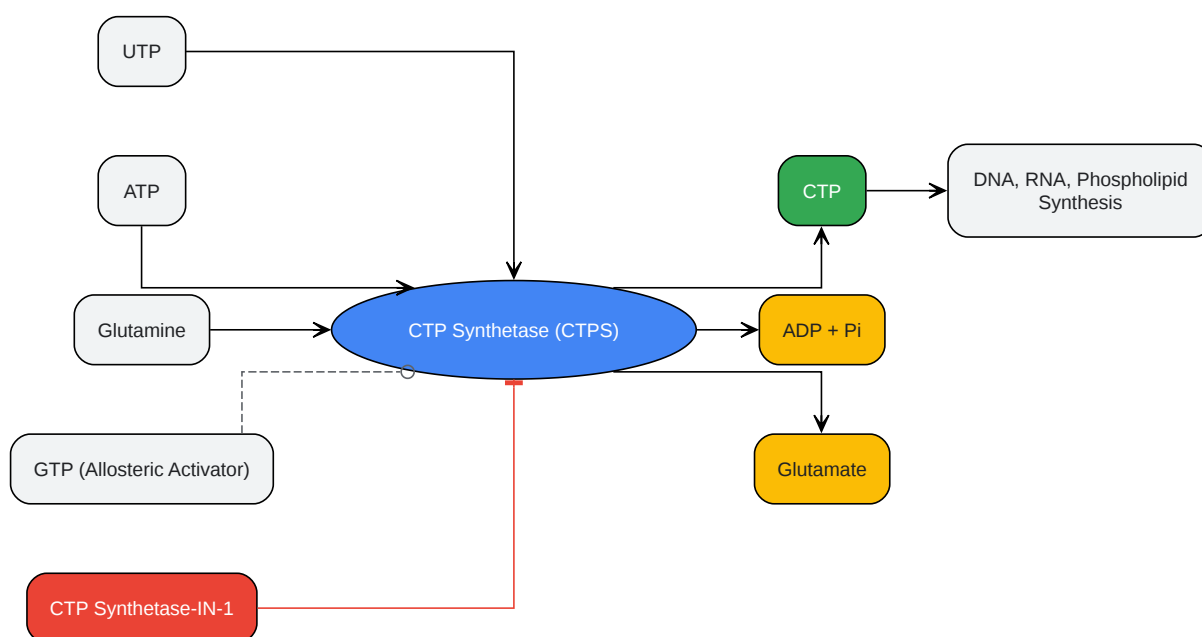 UTP
ATP
CTP
DNA, RNA, Phospholipid
Synthesis
Glutamine
CTP Synthetase (CTPS)
ADP + Pi
GTP (Allosteric Activator)
Glutamate
CTP Synthetase-IN-1